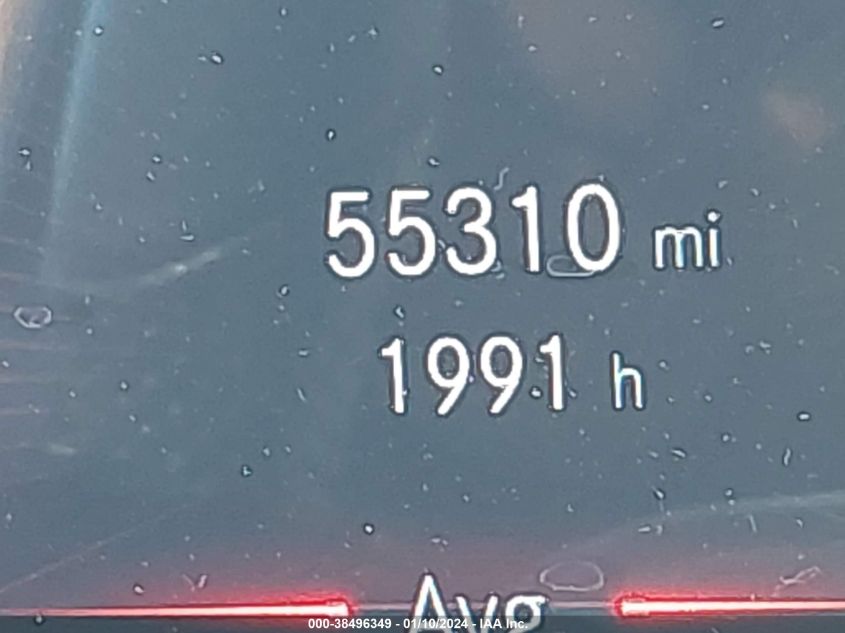 55310 mi
1991 h
Avg
000-38496349 - 01/10/2024 - IAA Inc.